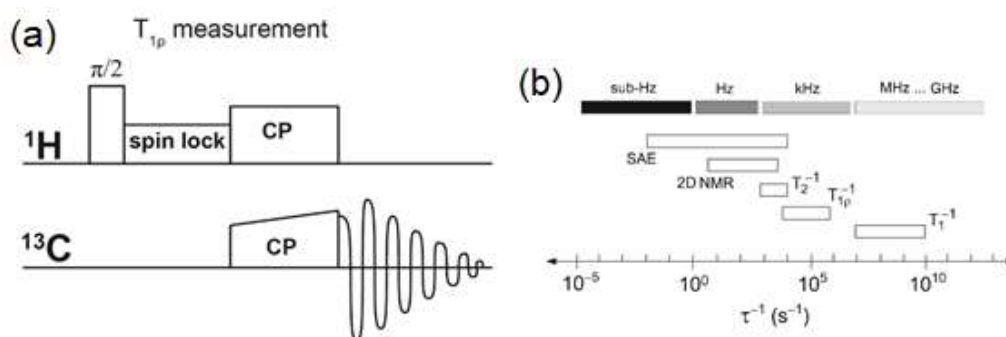 (a)
T₁ρ measurement
π/2
¹H
spin lock
CP
¹³C
CP
(b)
sub-Hz Hz kHz MHz ... GHz
SAE
2D NMR
T₂⁻¹
T₁ρ⁻¹
T₁⁻¹
10⁻⁵ 10⁰ 10⁵ 10¹⁰
τ⁻¹ (s⁻¹)